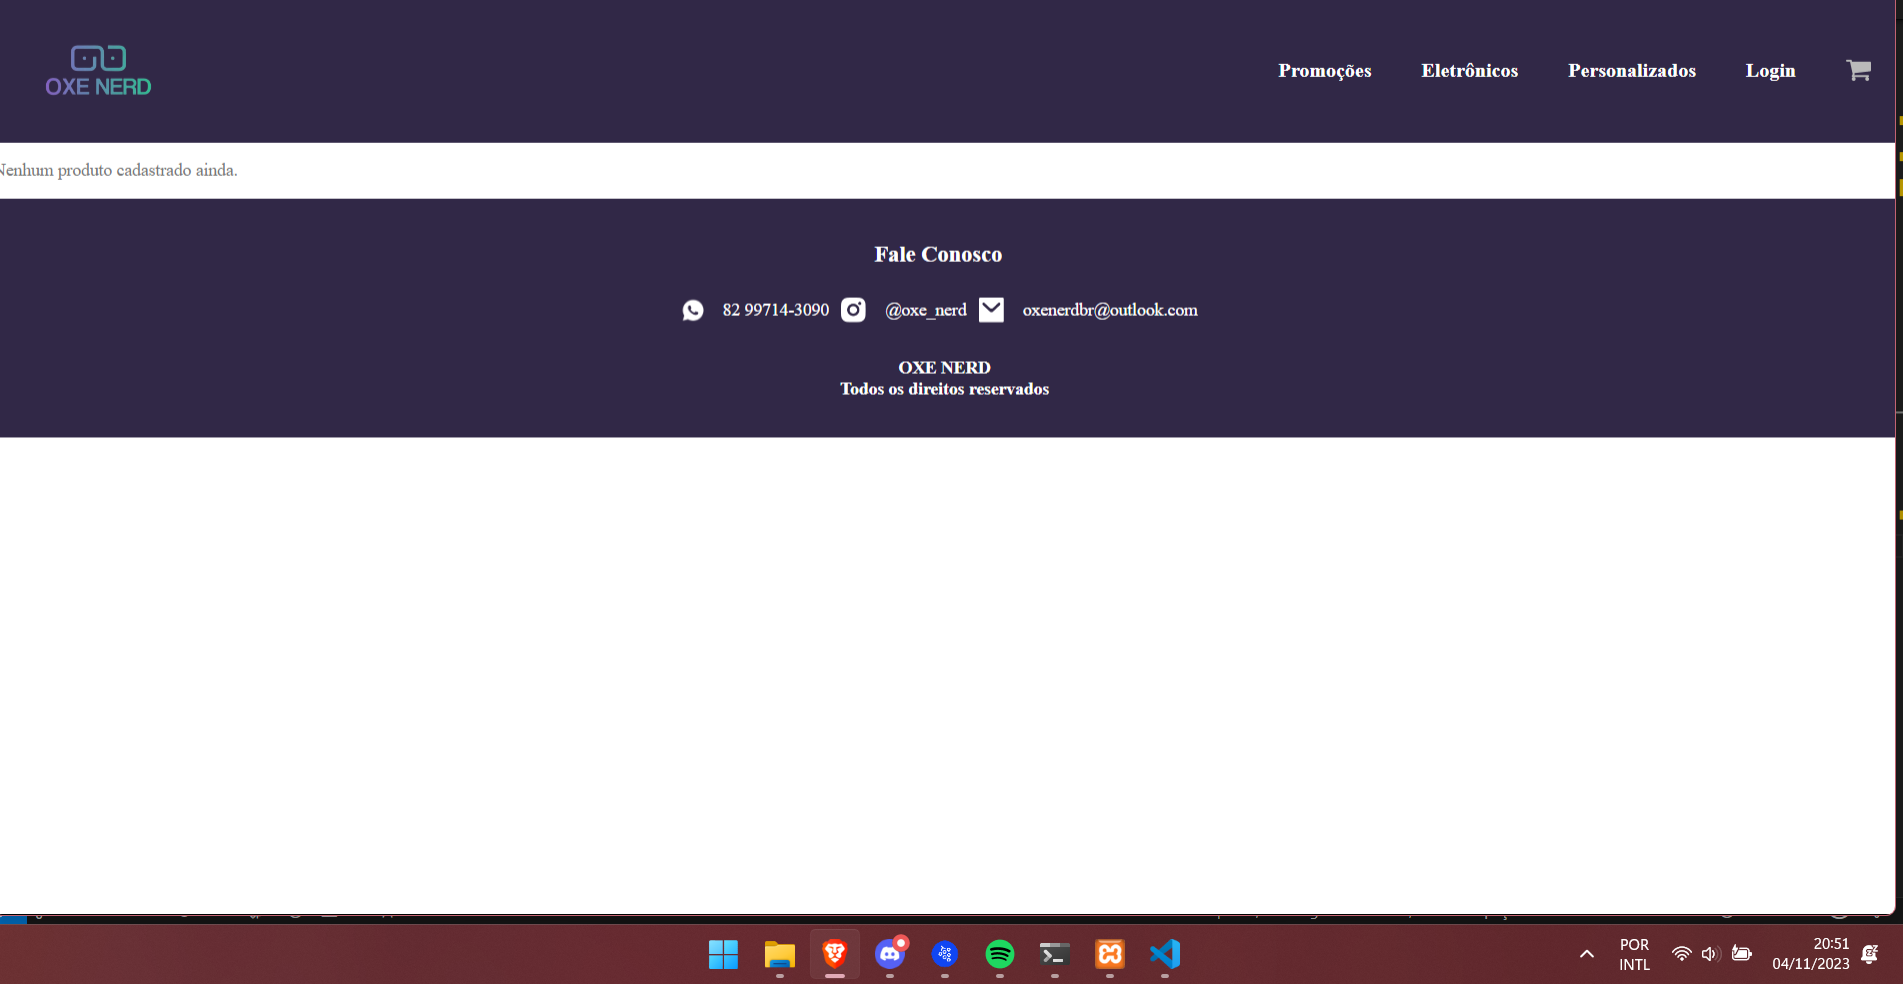 OXE NERD
Promoções Eletrônicos Personalizados Login
Nenhum produto cadastrado ainda.
Fale Conosco
82 99714-3090 @oxe_nerd oxenerdbr@outlook.com
OXE NERD
Todos os direitos reservados
POR
INTL
20:51
04/11/2023